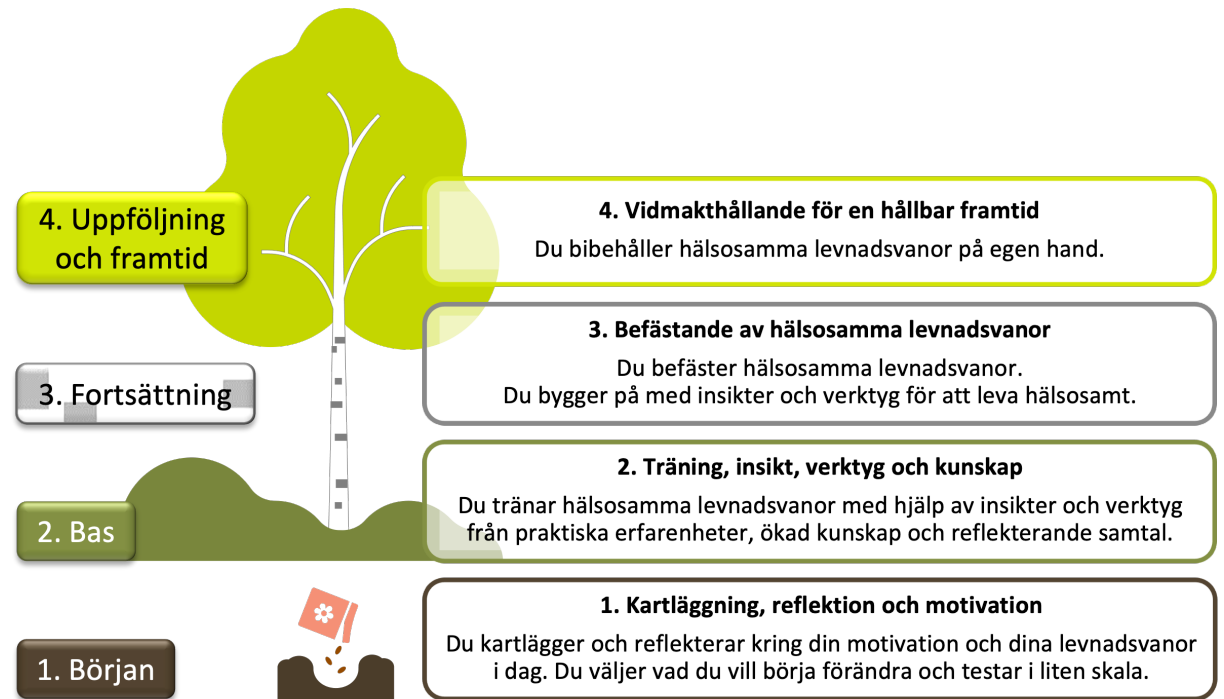 4. Uppföljning
och framtid
4. Vidmakthållande för en hållbar framtid
Du bibehåller hälsosamma levnadsvanor på egen hand.
3. Fortsättning
3. Befästande av hälsosamma levnadsvanor
Du befäster hälsosamma levnadsvanor.
Du bygger på med insikter och verktyg för att leva hälsosamt.
2. Bas
2. Träning, insikt, verktyg och kunskap
Du tränar hälsosamma levnadsvanor med hjälp av insikter och verktyg
från praktiska erfarenheter, ökad kunskap och reflekterande samtal.
1. Början
1. Kartläggning, reflektion och motivation
Du kartlägger och reflekterar kring din motivation och dina levnadsvanor
i dag. Du väljer vad du vill börja förändra och testar i liten skala.